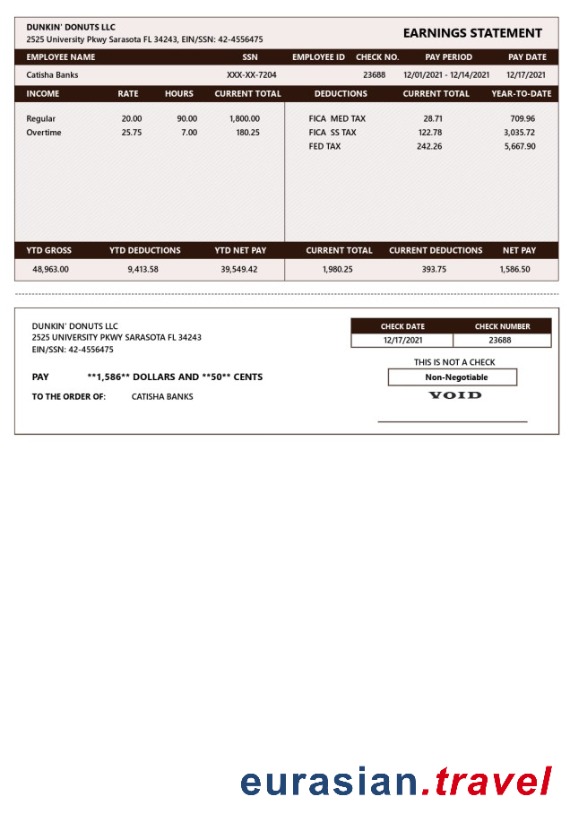 DUNKIN' DONUTS LLC
2525 University Pkwy Sarasota FL 34243, EIN/SSN: 42-4556475
EARNINGS STATEMENT
EMPLOYEE NAME SSN EMPLOYEE ID CHECK NO. PAY PERIOD PAY DATE
Catisha Banks XXX-XX-7204 23688 12/01/2021 - 12/14/2021 12/17/2021
INCOME RATE HOURS CURRENT TOTAL DEDUCTIONS CURRENT TOTAL YEAR-TO-DATE
Regular 20.00 90.00 1,800.00 FICA MED TAX 28.71 709.96
Overtime 25.75 7.00 180.25 FICA SS TAX 122.78 3,035.72
FED TAX 242.26 5,667.90
YTD GROSS YTD DEDUCTIONS YTD NET PAY CURRENT TOTAL CURRENT DEDUCTIONS NET PAY
48,963.00 9,413.58 39,549.42 1,980.25 393.75 1,586.50
DUNKIN' DONUTS LLC
2525 UNIVERSITY PKWY SARASOTA FL 34243
EIN/SSN: 42-4556475
CHECK DATE CHECK NUMBER
12/17/2021 23688
THIS IS NOT A CHECK
PAY **1,586** DOLLARS AND **50** CENTS
Non-Negotiable
TO THE ORDER OF: CATISHA BANKS
VOID
eurasian.travel